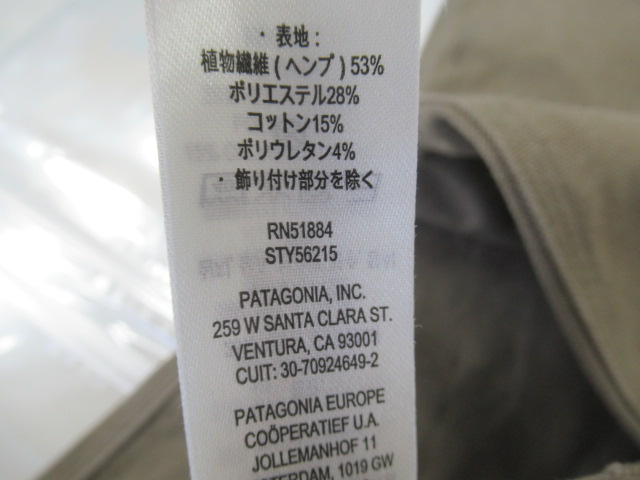 ・表地：
植物繊維 ( ヘンプ ) 53%
ポリエステル28%
コットン15%
ポリウレタン4%
・飾り付け部分を除く
RN51884
STY56215
PATAGONIA, INC.
259 W SANTA CLARA ST.
VENTURA, CA 93001
CUIT: 30-70924649-2
PATAGONIA EUROPE
COÖPERATIEF U.A.
JOLLEMANHOF 11
1019 GW